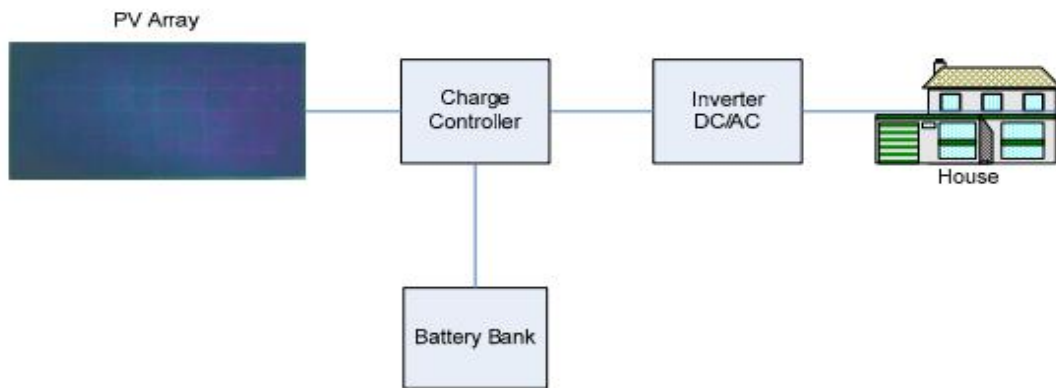 PV Array
Charge
Controller
Inverter
DC/AC
House
Battery Bank